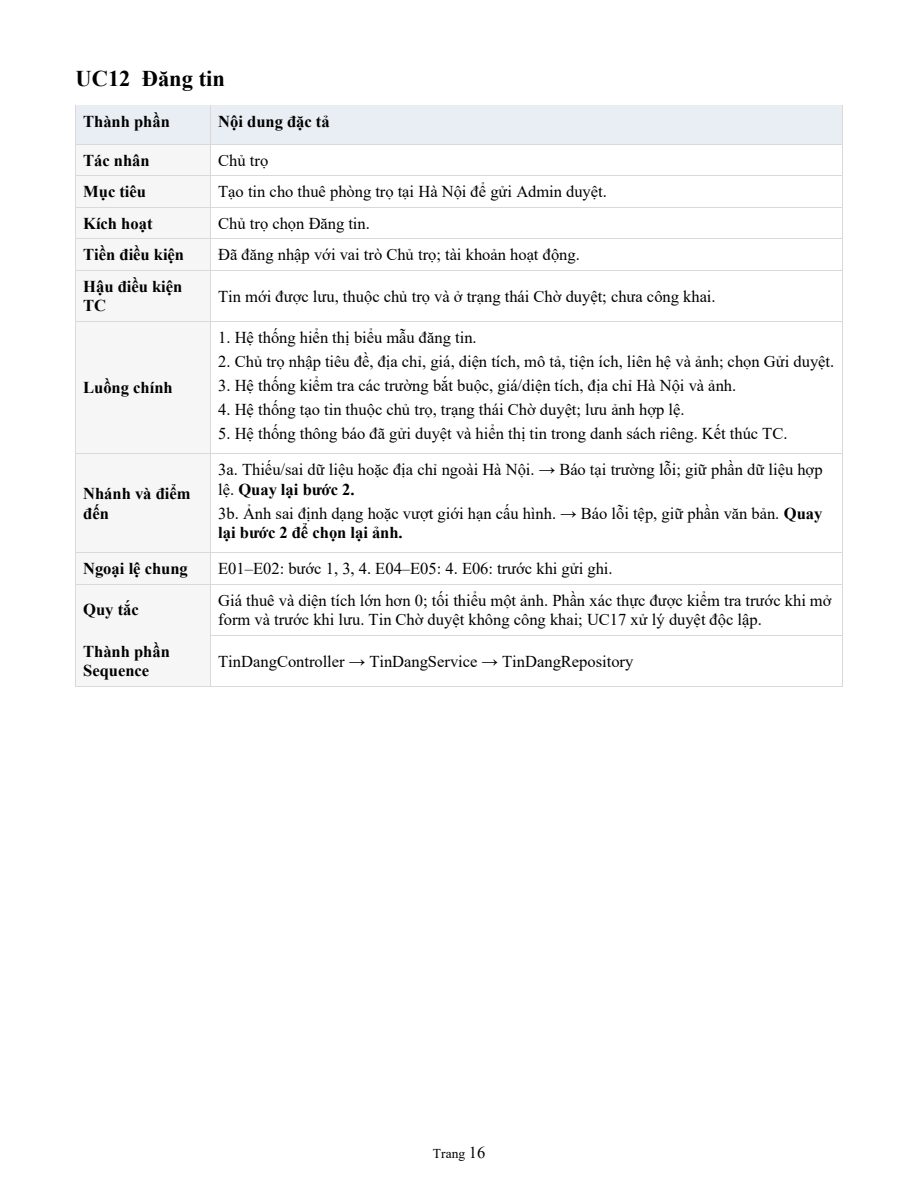 UC12 Đăng tin
Thành phần
Nội dung đặc tả
Tác nhân
Chủ trọ
Mục tiêu
Tạo tin cho thuê phòng trọ tại Hà Nội để gửi Admin duyệt.
Kích hoạt
Chủ trọ chọn Đăng tin.
Tiền điều kiện
Đã đăng nhập với vai trò Chủ trọ; tài khoản hoạt động.
Hậu điều kiện
TC
Tin mới được lưu, thuộc chủ trọ và ở trạng thái Chờ duyệt; chưa công khai.
Luồng chính
1. Hệ thống hiển thị biểu mẫu đăng tin.
2. Chủ trọ nhập tiêu đề, địa chỉ, giá, diện tích, mô tả, tiện ích, liên hệ và ảnh; chọn Gửi duyệt.
3. Hệ thống kiểm tra các trường bắt buộc, giá/diện tích, địa chỉ Hà Nội và ảnh.
4. Hệ thống tạo tin thuộc chủ trọ, trạng thái Chờ duyệt; lưu ảnh hợp lệ.
5. Hệ thống thông báo đã gửi duyệt và hiển thị tin trong danh sách riêng. Kết thúc TC.
Nhánh và điểm
đến
3a. Thiếu/sai dữ liệu hoặc địa chỉ ngoài Hà Nội. → Báo tại trường lỗi; giữ phần dữ liệu hợp
lệ. Quay lại bước 2.
3b. Ảnh sai định dạng hoặc vượt giới hạn cấu hình. → Báo lỗi tệp, giữ phần văn bản. Quay
lại bước 2 để chọn lại ảnh.
Ngoại lệ chung
E01–E02: bước 1, 3, 4. E04–E05: 4. E06: trước khi gửi ghi.
Quy tắc
Giá thuê và diện tích lớn hơn 0; tối thiểu một ảnh. Phần xác thực được kiểm tra trước khi mở
form và trước khi lưu. Tin Chờ duyệt không công khai; UC17 xử lý duyệt độc lập.
Thành phần
Sequence
TinDangController → TinDangService → TinDangRepository
Trang 16